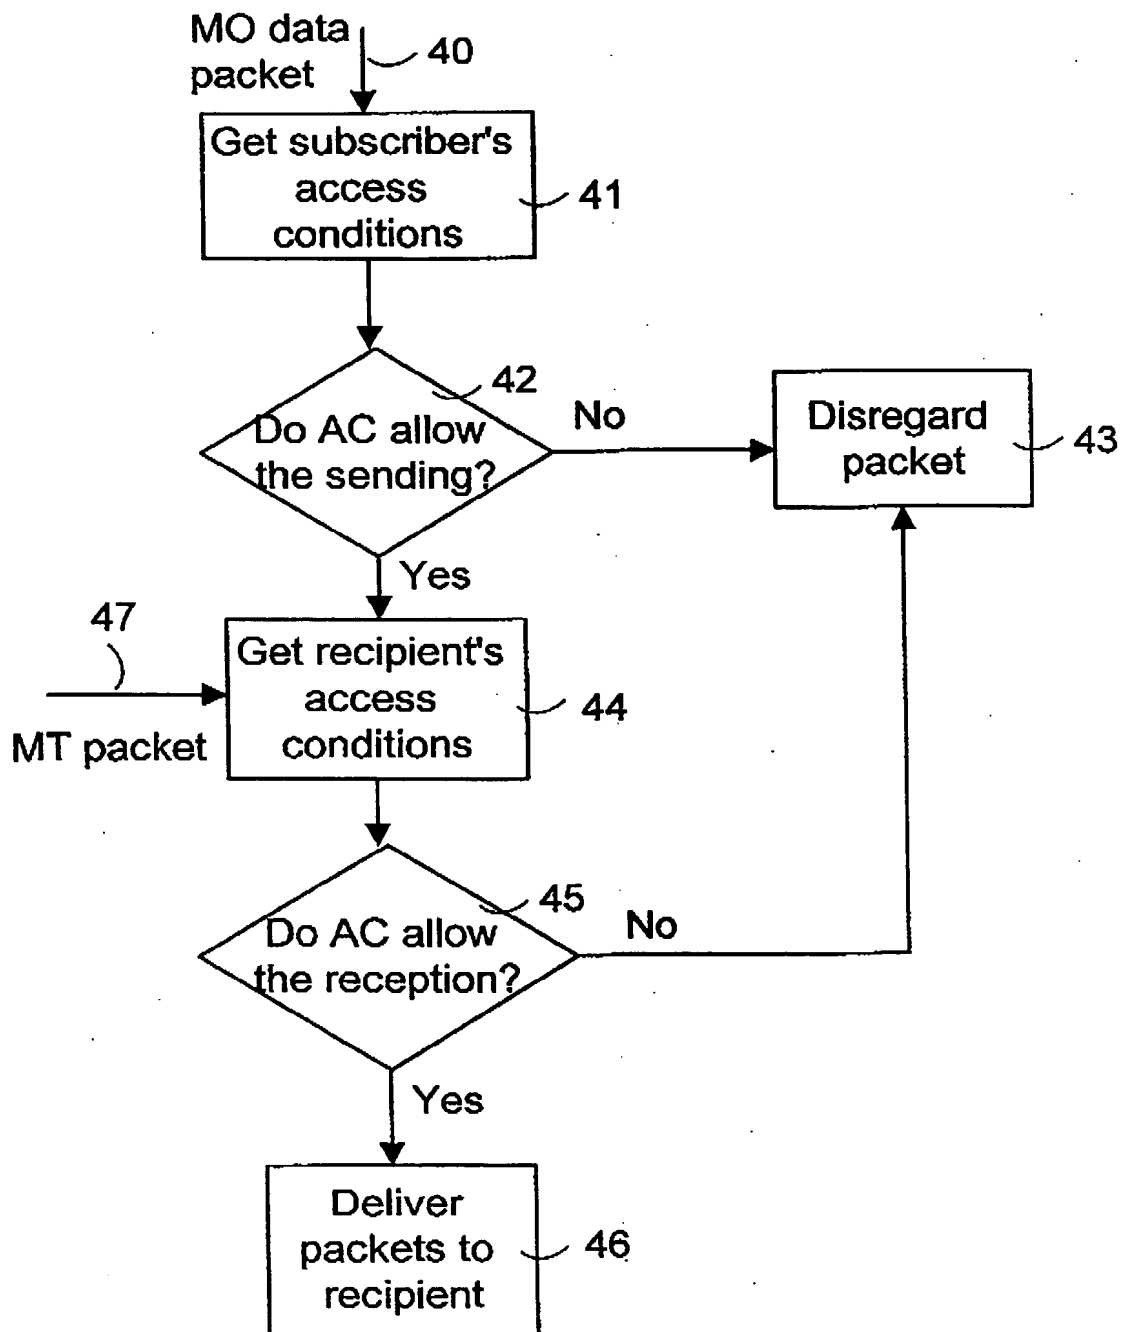 MO data
packet
40
Get subscriber's
access
conditions
41
42
Do AC allow
the sending?
No
Disregard
packet
43
Yes
47
Get recipient's
access
conditions
44
MT packet
45
Do AC allow
the reception?
No
Yes
Deliver
packets to
recipient
46